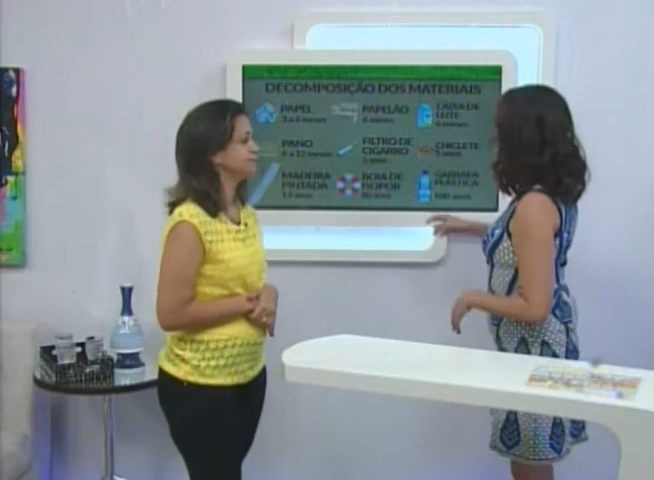 DECOMPOSIÇÃO DOS MATERIAIS
PAPEL
3 a 6 meses
PAPELÃO
6 meses
CAIXA DE
LEITE
6 meses
PANO
6 a 12 meses
FILTRO DE
CIGARRO
5 anos
CHICLETE
5 anos
MADEIRA
PINTADA
13 anos
BOIA DE
ISOPOR
80 anos
GARRAFA
PLÁSTICA
100 anos